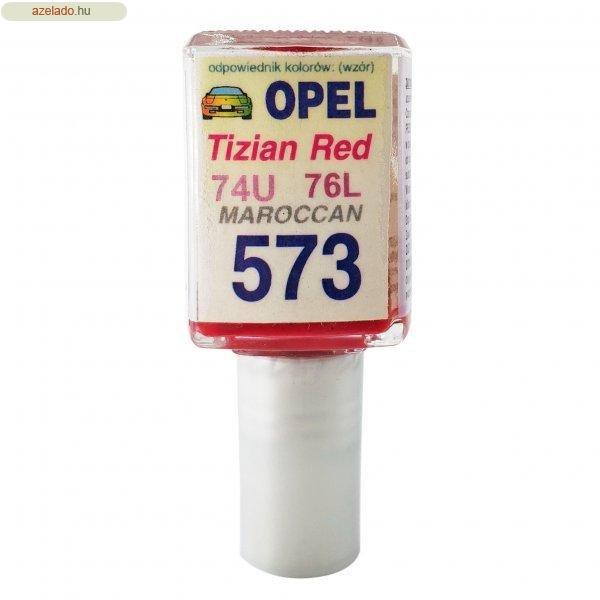 azelado.hu
odpowiednik kolorów: (wzór)
OPEL
Tizian Red
74U 76L
MAROCCAN
573